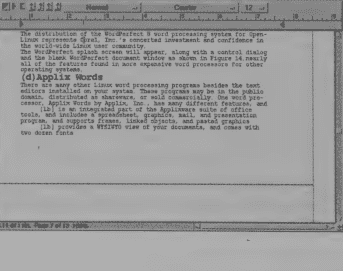 Normal Courier 12
The distribution of the WordPerfect 8 word processing system for Open-
Linux represents Corel, Inc.'s concerted investment and confidence in
the world-wide Linux user community.
The WordPerfect splash screen will appear, along with a control dialog
and the blank WordPerfect document window as shown in Figure 14.nearly
all of the features found in more expensive word processors for other
operating systems.
(d)Applix Words
There are many other Linux word processing programs besides the text
editors installed on your system. These programs may be in the public
domain, distributed as shareware, or sold commercially. One word pro-
cessor, Applix Words by Applix, Inc., has many different features, and
[lb] is an integrated part of the Applixware suite of office
tools, and includes a spreadsheet, graphics, mail, and presentation
program, and supports frames, linked objects, and pasted graphics
[lb] provides a WYSIWYG view of your documents, and comes with
two dozen fonts